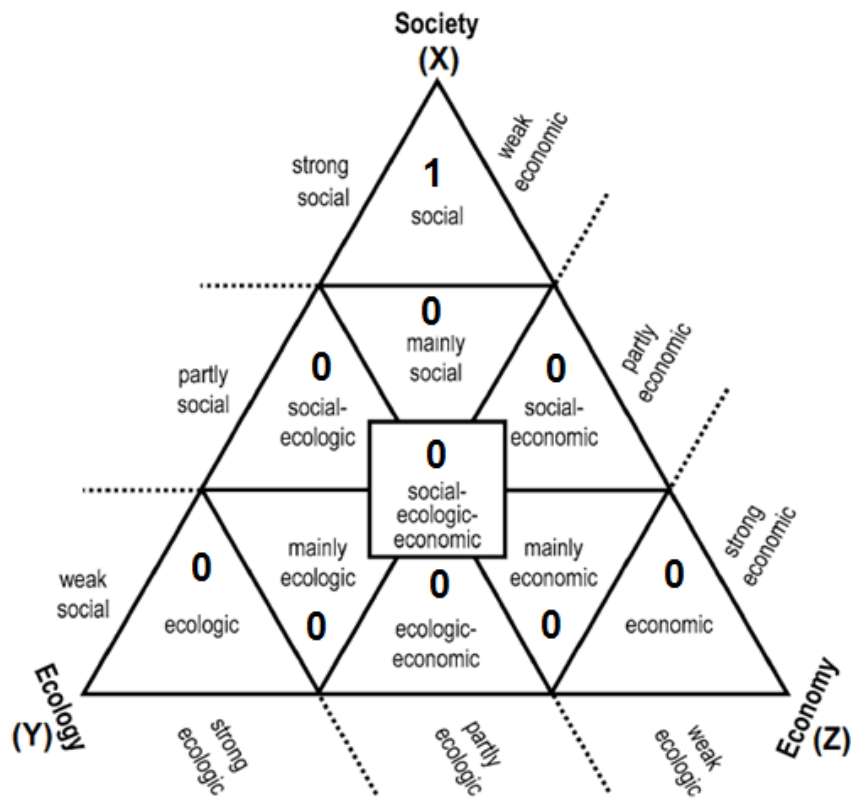 Society
(X)
strong
social
weak
economic
1
social
0
mainly
social
partly
social
0
social-
ecologic
0
social-
economic
partly
economic
0
social-
ecologic-
economic
weak
social
0
ecologic
mainly
ecologic
0
0
ecologic-
economic
mainly
economic
0
0
economic
strong
economic
Ecology
(Y)
strong
ecologic
partly
ecologic
weak
ecologic
Economy
(Z)